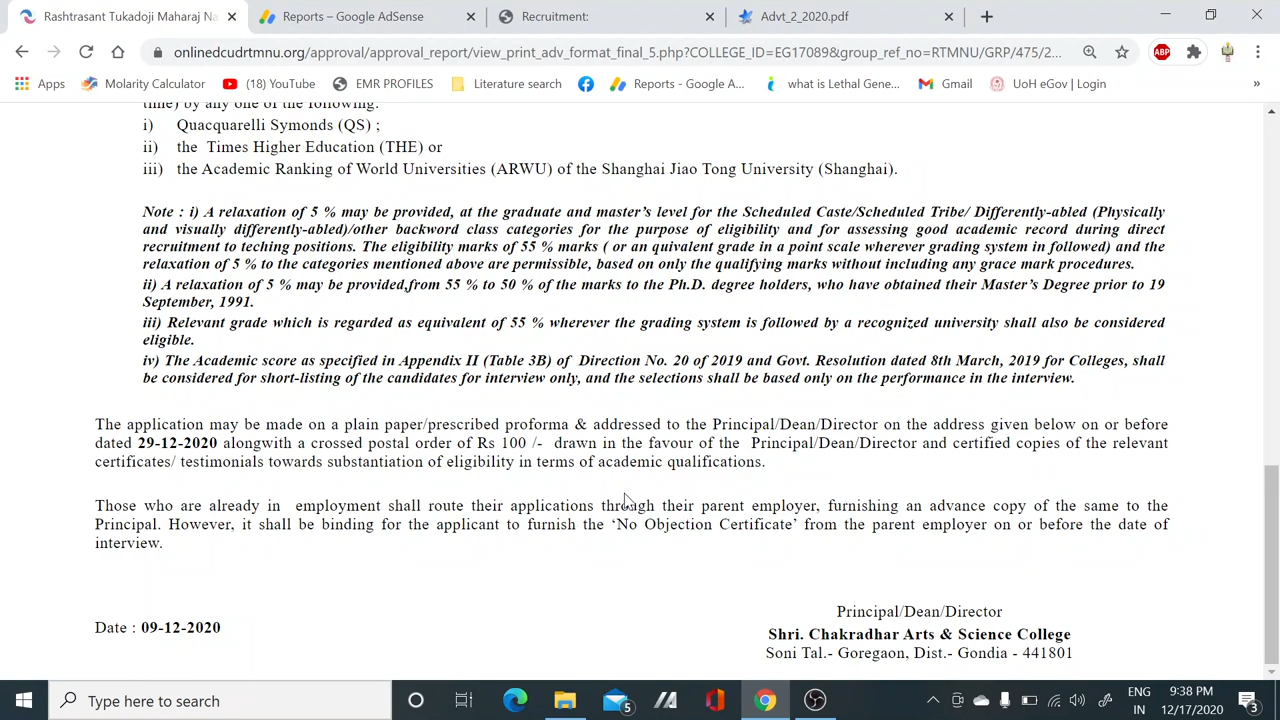 Rashtrasant Tukadoji Maharaj Na
Reports – Google AdSense
Recruitment:
Advt_2_2020.pdf
onlinedcudrtmnu.org/approval/approval_report/view_print_adv_format_final_5.php?COLLEGE_ID=EG17089&group_ref_no=RTMNU/GRP/475/2...
ABP
Apps
Molarity Calculator
(18) YouTube
EMR PROFILES
Literature search
Reports - Google A...
what is Lethal Gene...
Gmail
UoH eGov | Login
»
time) by any one of the following:
i) Quacquarelli Symonds (QS) ;
ii) the Times Higher Education (THE) or
iii) the Academic Ranking of World Universities (ARWU) of the Shanghai Jiao Tong University (Shanghai).
Note : i) A relaxation of 5 % may be provided, at the graduate and master's level for the Scheduled Caste/Scheduled Tribe/ Differently-abled (Physically
and visually differently-abled)/other backword class categories for the purpose of eligibility and for assessing good academic record during direct
recruitment to teching positions. The eligibility marks of 55 % marks ( or an quivalent grade in a point scale wherever grading system in followed) and the
relaxation of 5 % to the categories mentioned above are permissible, based on only the qualifying marks without including any grace mark procedures.
ii) A relaxation of 5 % may be provided,from 55 % to 50 % of the marks to the Ph.D. degree holders, who have obtained their Master's Degree prior to 19
September, 1991.
iii) Relevant grade which is regarded as equivalent of 55 % wherever the grading system is followed by a recognized university shall also be considered
eligible.
iv) The Academic score as specified in Appendix II (Table 3B) of Direction No. 20 of 2019 and Govt. Resolution dated 8th March, 2019 for Colleges, shall
be considered for short-listing of the candidates for interview only, and the selections shall be based only on the performance in the interview.
The application may be made on a plain paper/prescribed proforma & addressed to the Principal/Dean/Director on the address given below on or before
dated 29-12-2020 alongwith a crossed postal order of Rs 100 /- drawn in the favour of the Principal/Dean/Director and certified copies of the relevant
certificates/ testimonials towards substantiation of eligibility in terms of academic qualifications.
Those who are already in employment shall route their applications through their parent employer, furnishing an advance copy of the same to the
Principal. However, it shall be binding for the applicant to furnish the 'No Objection Certificate' from the parent employer on or before the date of
interview.
Principal/Dean/Director
Date : 09-12-2020
Shri. Chakradhar Arts & Science College
Soni Tal.- Goregaon, Dist.- Gondia - 441801
Type here to search
5
ENG
IN
9:38 PM
12/17/2020
3